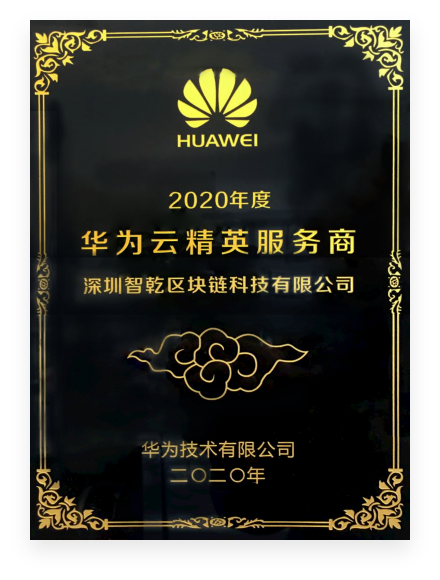 HUAWEI
2020年度
华为云精英服务商
深圳智乾区块链科技有限公司
华为技术有限公司
二〇二〇年